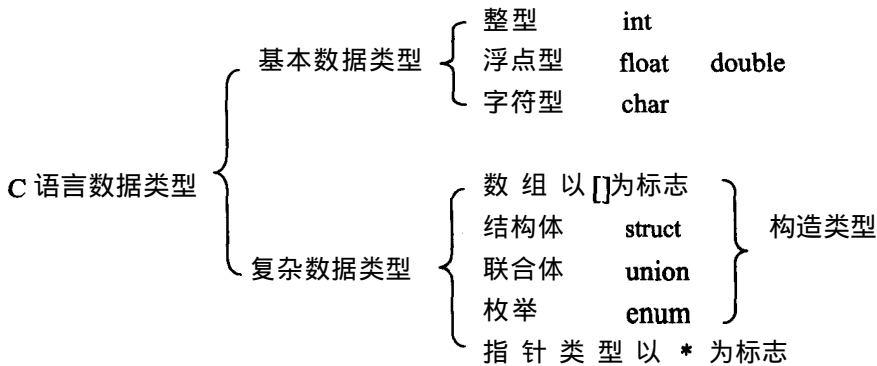 整型 int
基本数据类型 浮点型 float double
字符型 char
C 语言数据类型
数 组 以 []为标志
结构体 struct 构造类型
复杂数据类型 联合体 union
枚举 enum
指 针 类 型 以 * 为标志